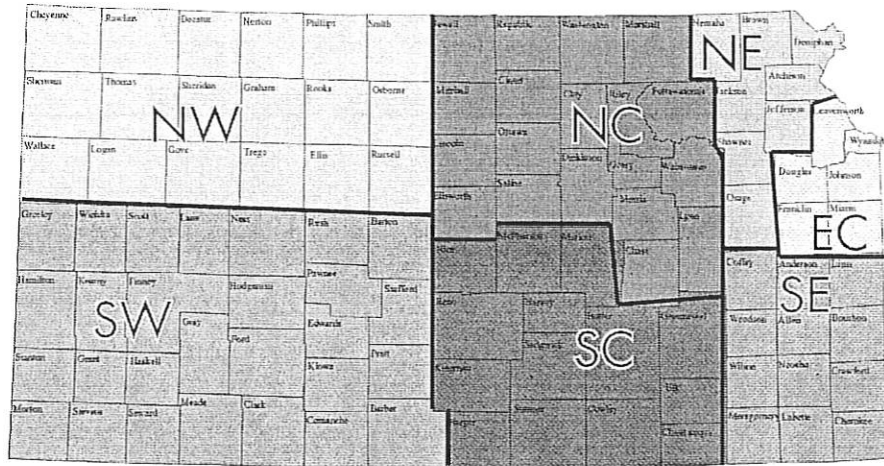 Cheyenne Rawlins Decatur Norton Phillips Smith Jewell Republic Washington Marshall Nemaha Brown
Doniphan
Atchison
Sherman Thomas Sheridan Graham Rooks Osborne Mitchell Cloud Clay Riley Pottawatomie Jackson
Jefferson Leavenworth
NW NC NE
Wallace Logan Gove Trego Ellis Russell Lincoln Ottawa Dickinson Geary Wabaunsee Shawnee
Wyandotte
Douglas Johnson
Ellsworth Saline Morris Lyon Osage Franklin Miami
EC
Greeley Wichita Scott Lane Ness Rush Barton McPherson Marion Chase
Coffey Anderson Linn
Hamilton Kearny Finney Hodgeman Pawnee Stafford Rice Reno Harvey
SW SC SE
Gray Ford Edwards Sedgwick Butler Greenwood Woodson Allen Bourbon
Stanton Grant Haskell Kiowa Pratt Kingman Elk Wilson Neosho Crawford
Morton Stevens Seward Meade Clark Comanche Barber Harper Sumner Cowley Chautauqua Montgomery Labette Cherokee